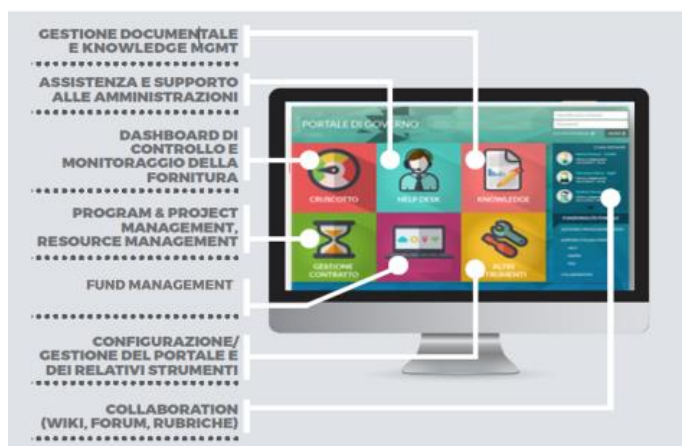 GESTIONE DOCUMENTALE
E KNOWLEDGE MGMT
ASSISTENZA E SUPPORTO
ALLE AMMINISTRAZIONI
DASHBOARD DI
CONTROLLO E
MONITORAGGIO DELLA
FORNITURA
PROGRAM & PROJECT
MANAGEMENT,
RESOURCE MANAGEMENT
FUND MANAGEMENT
CONFIGURAZIONE/
GESTIONE DEL PORTALE E
DEI RELATIVI STRUMENTI
COLLABORATION
(WIKI, FORUM, RUBRICHE)
PORTALE DI GOVERNO
CRUSCOTTO
HELP DESK
KNOWLEDGE
GESTIONE
CONTRATTO
ALTRI
STRUMENTI